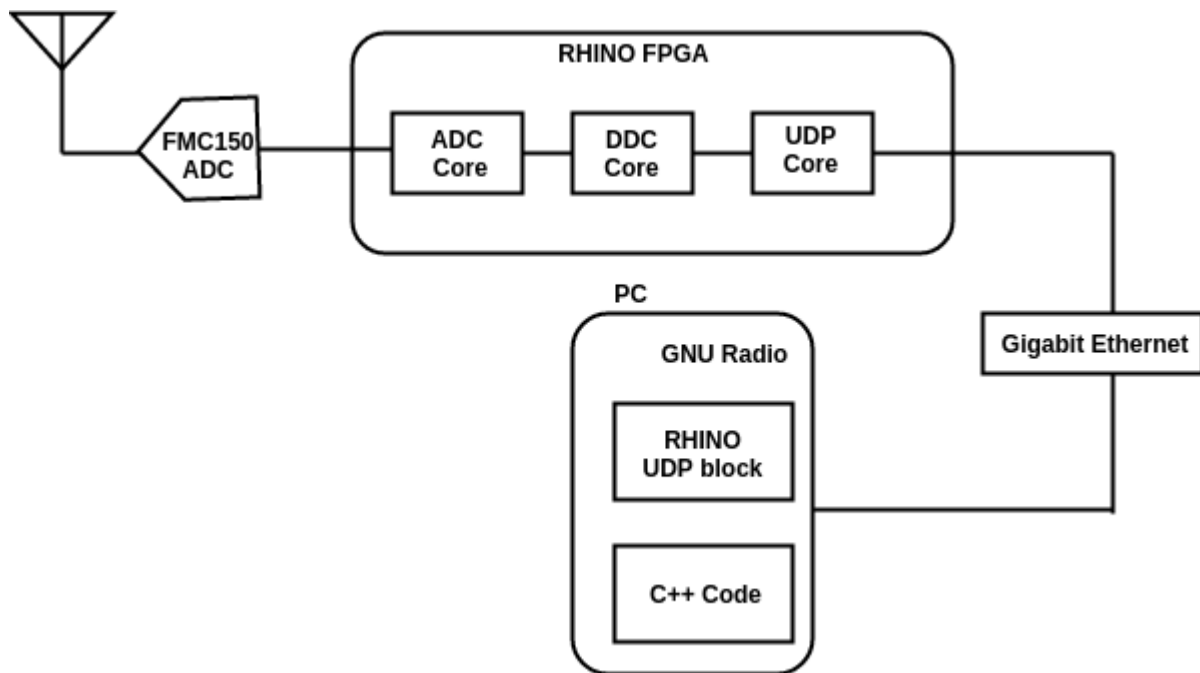 RHINO FPGA
FMC150
ADC
ADC
Core
DDC
Core
UDP
Core
PC
GNU Radio
Gigabit Ethernet
RHINO
UDP block
C++ Code